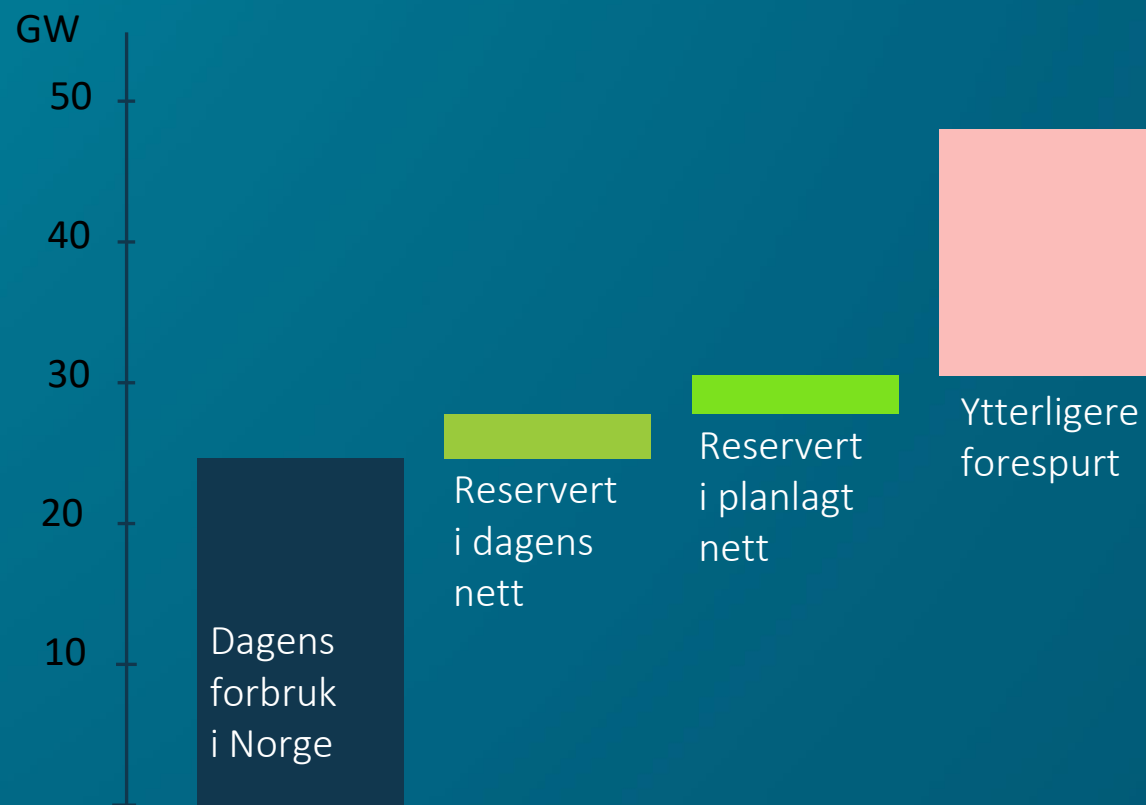 GW
50
40
30
20
10
Dagens
forbruk
i Norge
Reservert
i dagens
nett
Reservert
i planlagt
nett
Ytterligere
forespurt